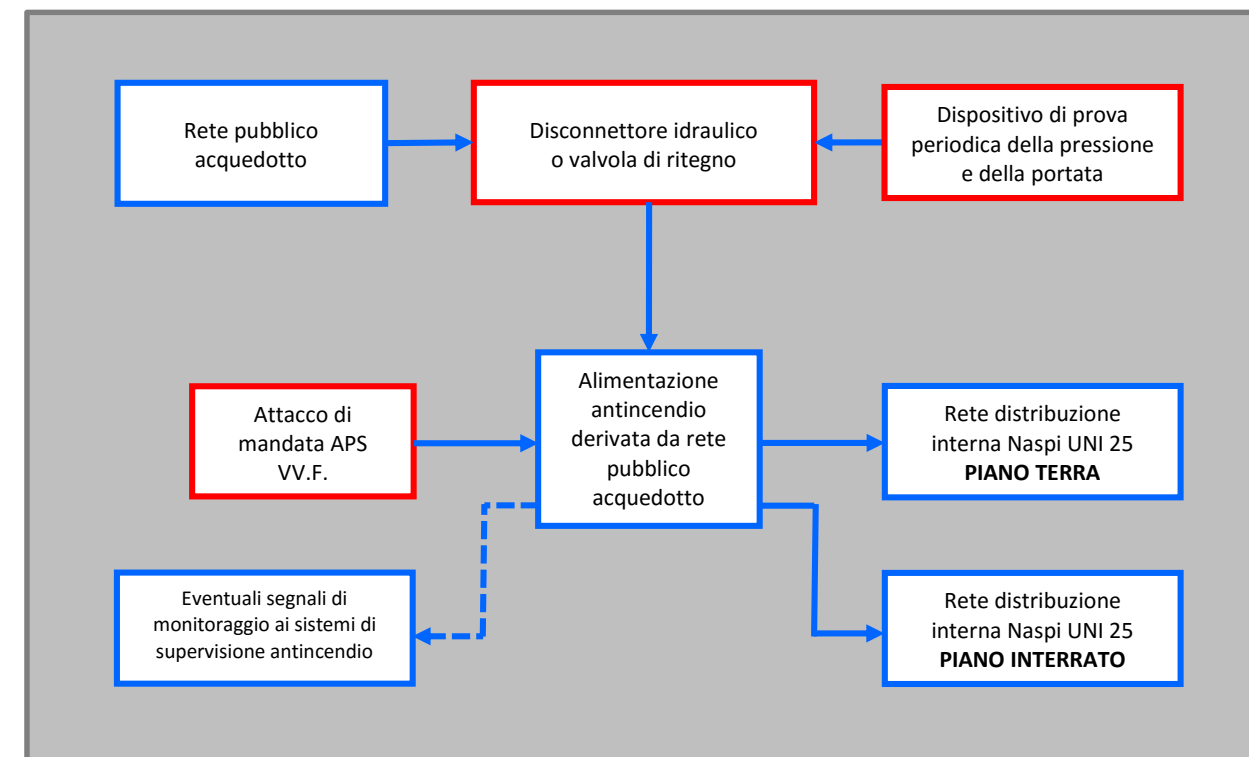 Rete pubblico
acquedotto
Disconnettore idraulico
o valvola di ritegno
Dispositivo di prova
periodica della pressione
e della portata
Attacco di
mandata APS
VV.F.
Alimentazione
antincendio
derivata da rete
pubblico
acquedotto
Rete distribuzione
interna Naspi UNI 25
PIANO TERRA
Eventuali segnali di
monitoraggio ai sistemi di
supervisione antincendio
Rete distribuzione
interna Naspi UNI 25
PIANO INTERRATO